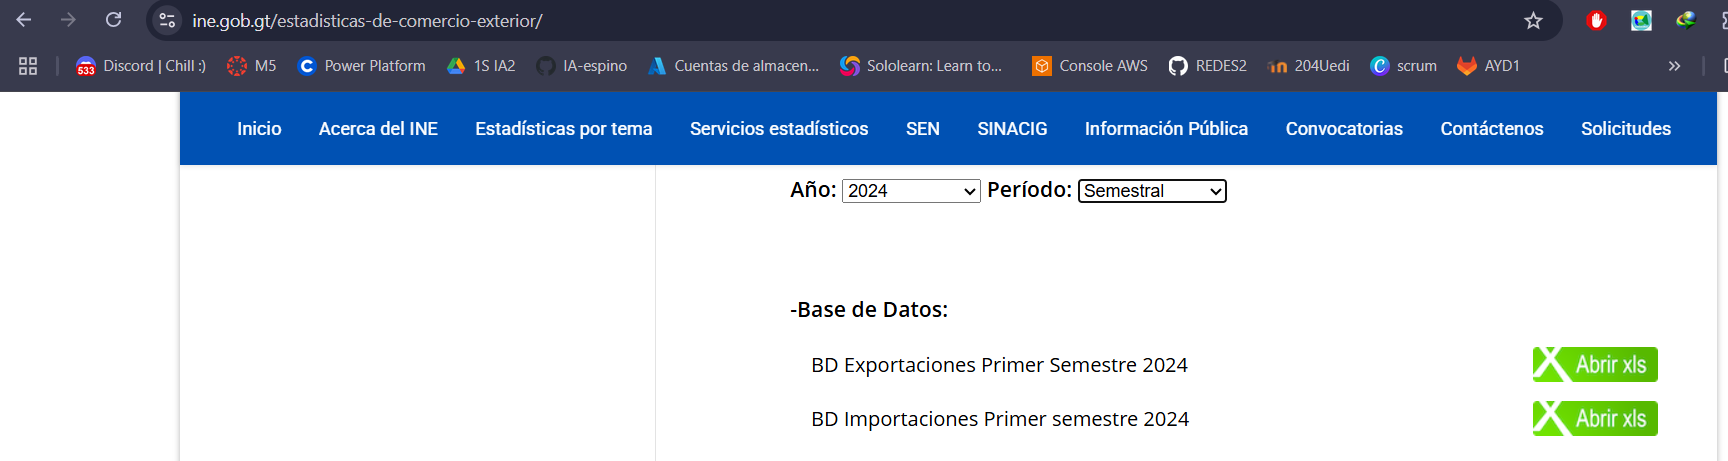 ine.gob.gt/estadisticas-de-comercio-exterior/
533 Discord | Chill :) M5 Power Platform 1S IA2 IA-espino Cuentas de almacen... Sololearn: Learn to... Console AWS REDES2 204Uedi scrum AYD1
Inicio Acerca del INE Estadísticas por tema Servicios estadísticos SEN SINACIG Información Pública Convocatorias Contáctenos Solicitudes
Año: 2024 Período: Semestral
-Base de Datos:
BD Exportaciones Primer Semestre 2024 X Abrir xls
BD Importaciones Primer semestre 2024 X Abrir xls